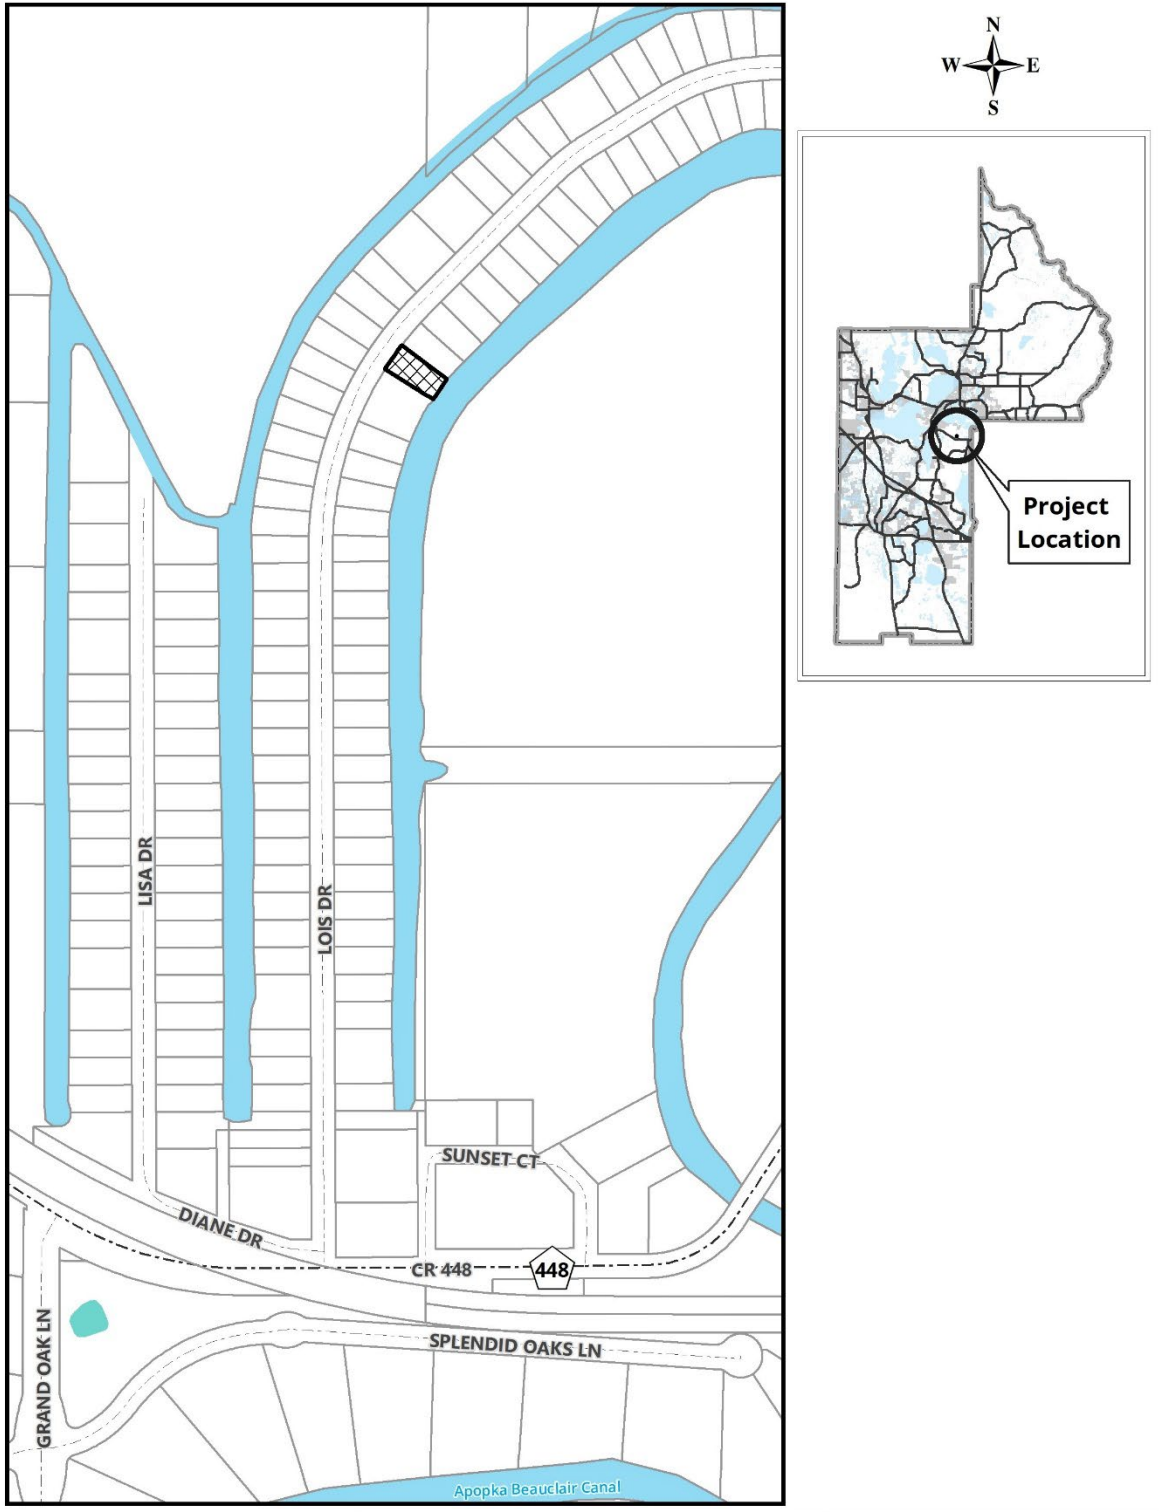 N
W E
S
Project
Location
LISA DR
LOIS DR
SUNSET CT
DIANE DR
CR 448
448
GRAND OAK LN
SPLENDID OAKS LN
Apopka Beauclair Canal